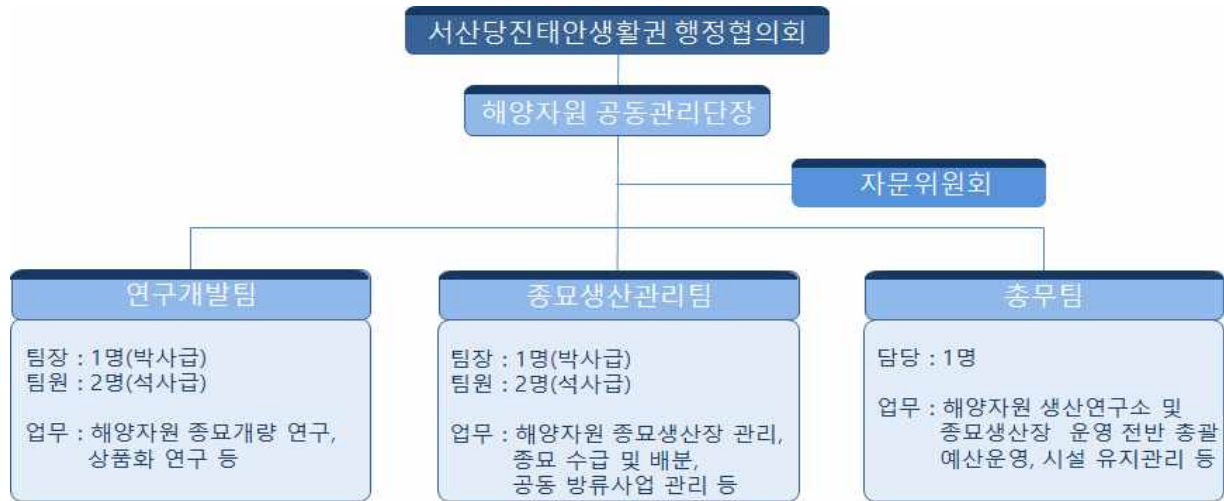 서산당진태안생활권 행정협의회
해양자원 공동관리단장
자문위원회
연구개발팀
팀장 : 1명(박사급)
팀원 : 2명(석사급)
업무 : 해양자원 종묘개량 연구,
상품화 연구 등
종묘생산관리팀
팀장 : 1명(박사급)
팀원 : 2명(석사급)
업무 : 해양자원 종묘생산장 관리,
종묘 수급 및 배분,
공동 방류사업 관리 등
총무팀
담당 : 1명
업무 : 해양자원 생산연구소 및
종묘생산장 운영 전반 총괄
예산운영, 시설 유지관리 등